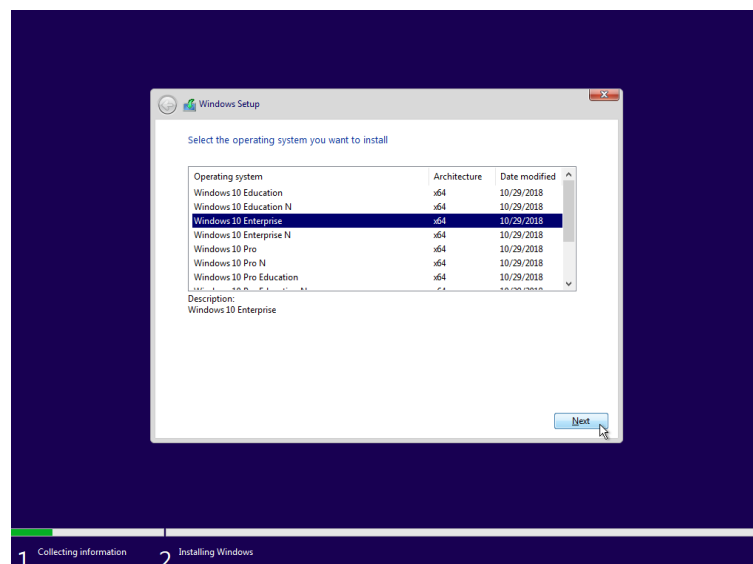 Windows Setup
Select the operating system you want to install
Operating system Architecture Date modified
Windows 10 Education x64 10/29/2018
Windows 10 Education N x64 10/29/2018
Windows 10 Enterprise x64 10/29/2018
Windows 10 Enterprise N x64 10/29/2018
Windows 10 Pro x64 10/29/2018
Windows 10 Pro N x64 10/29/2018
Windows 10 Pro Education x64 10/29/2018
Description:
Windows 10 Enterprise
Next
1 Collecting information 2 Installing Windows